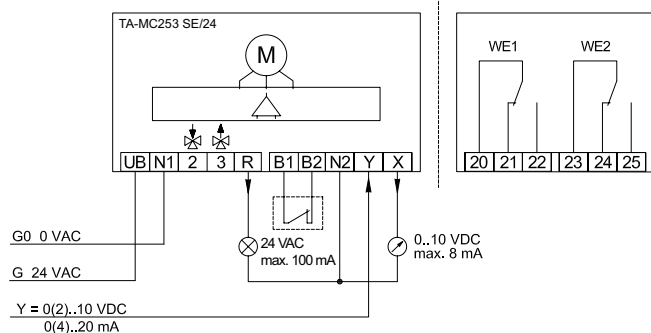 TA-MC253 SE/24
M
WE1 WE2
UB N1 2 3 R B1 B2 N2 Y X
20 21 22 23 24 25
G0 0 VAC
24 VAC
max. 100 mA
0..10 VDC
max. 8 mA
G 24 VAC
Y = 0(2)..10 VDC
0(4)..20 mA